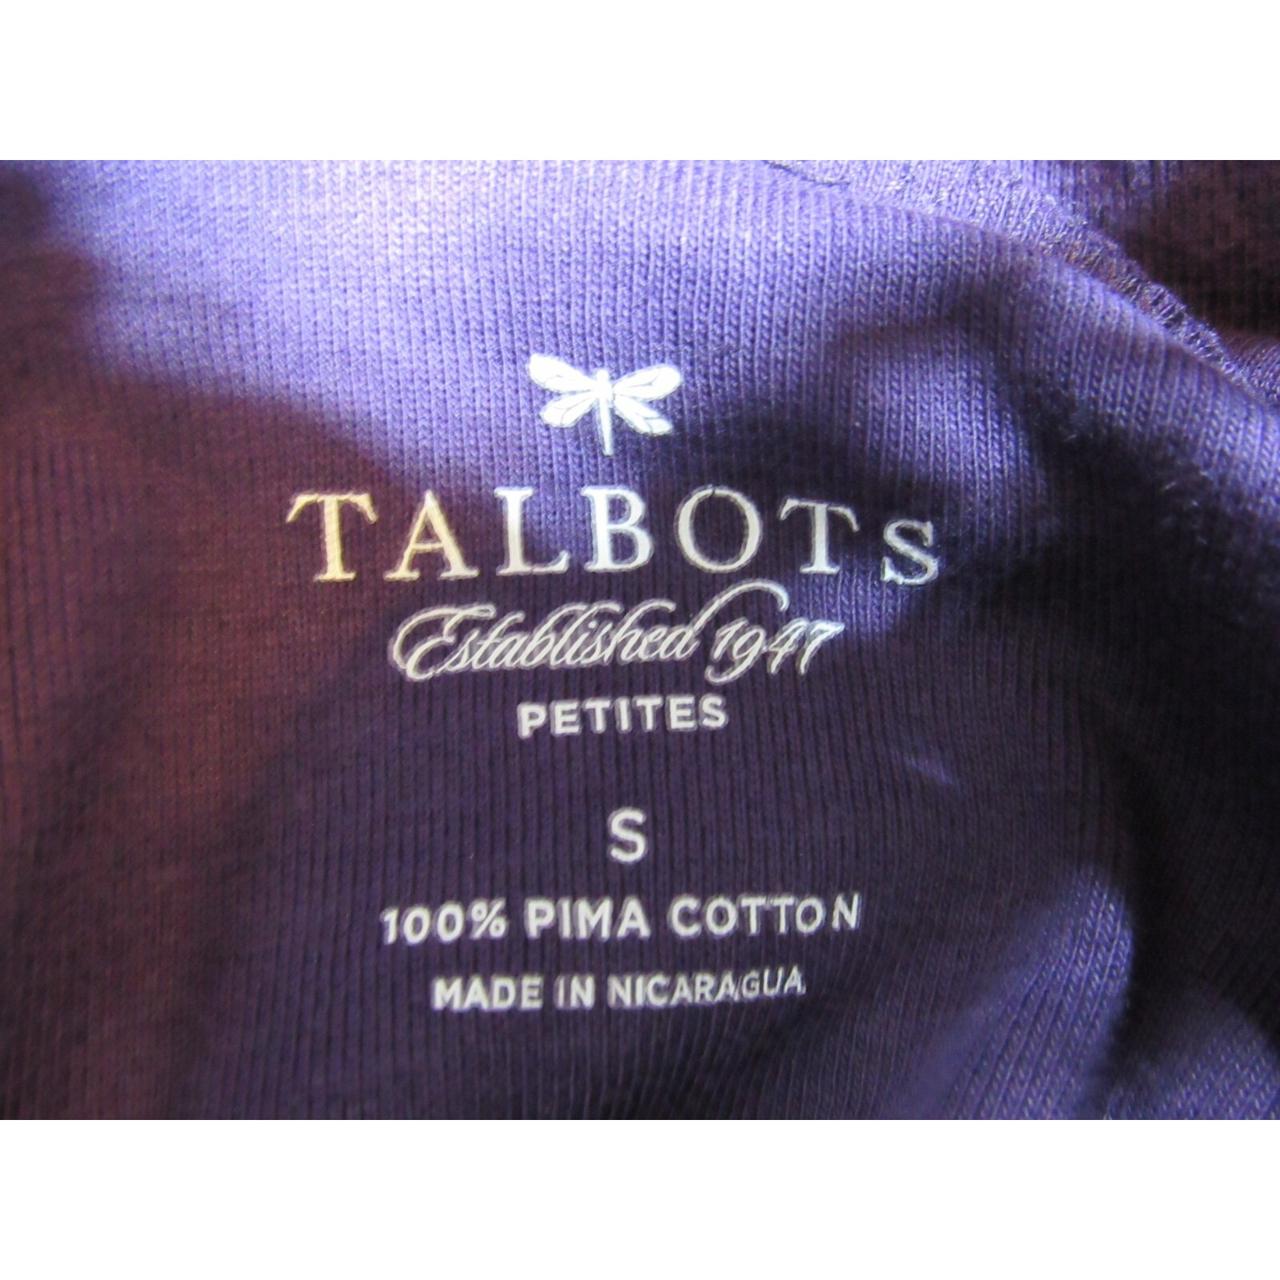 TALBOTS
Established 1947
PETITES
S
100% PIMA COTTON
MADE IN NICARAGUA